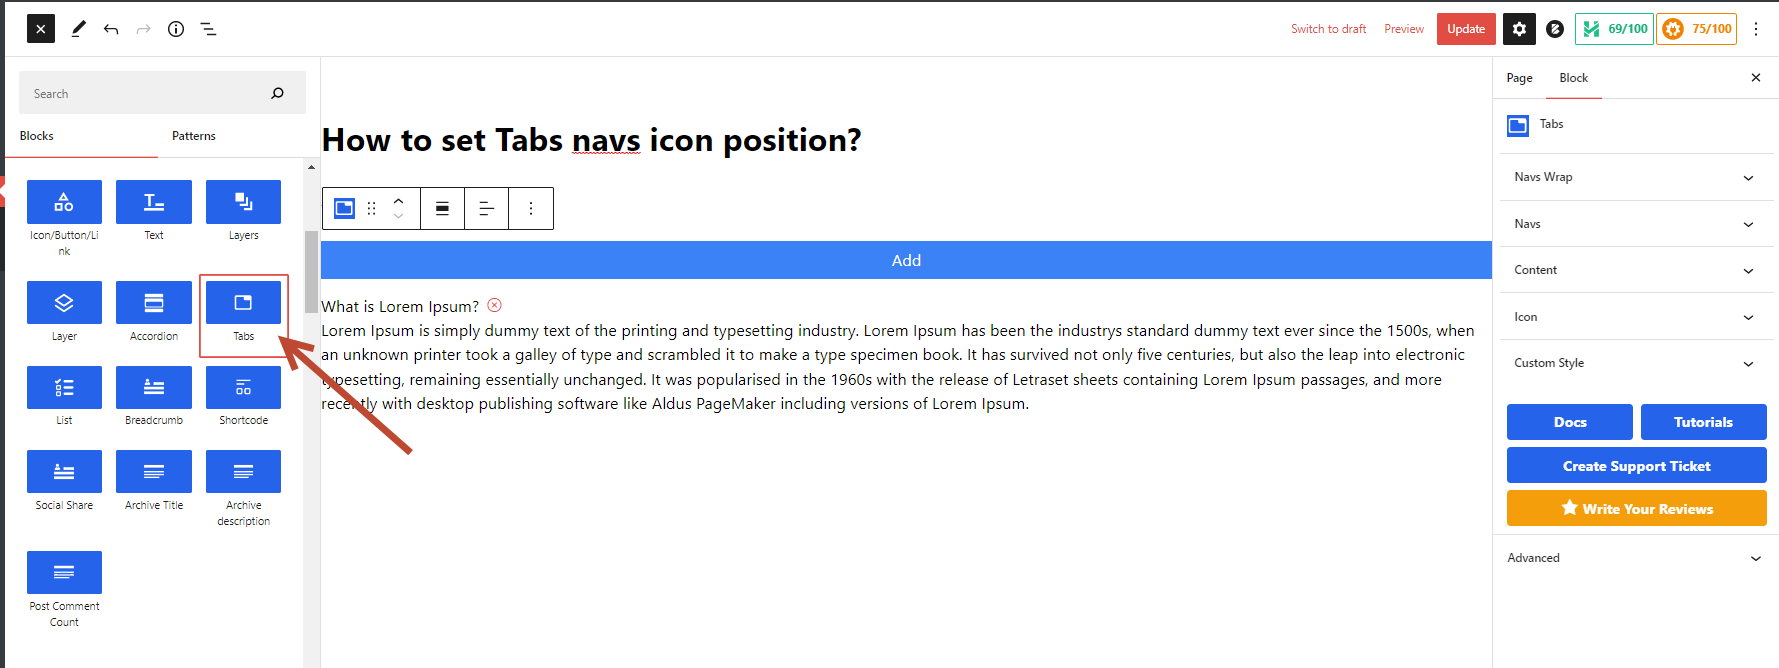 Switch to draft
Preview
Update
69/100
75/100
Search
Blocks
Patterns
Icon/Button/Li
nk
Text
Layers
Layer
Accordion
Tabs
List
Breadcrumb
Shortcode
Social Share
Archive Title
Archive
description
Post Comment
Count
How to set Tabs navs icon position?
Add
What is Lorem Ipsum?
Lorem Ipsum is simply dummy text of the printing and typesetting industry. Lorem Ipsum has been the industrys standard dummy text ever since the 1500s, when
an unknown printer took a galley of type and scrambled it to make a type specimen book. It has survived not only five centuries, but also the leap into electronic
typesetting, remaining essentially unchanged. It was popularised in the 1960s with the release of Letraset sheets containing Lorem Ipsum passages, and more
recently with desktop publishing software like Aldus PageMaker including versions of Lorem Ipsum.
Page
Block
Tabs
Navs Wrap
Navs
Content
Icon
Custom Style
Docs
Tutorials
Create Support Ticket
Write Your Reviews
Advanced